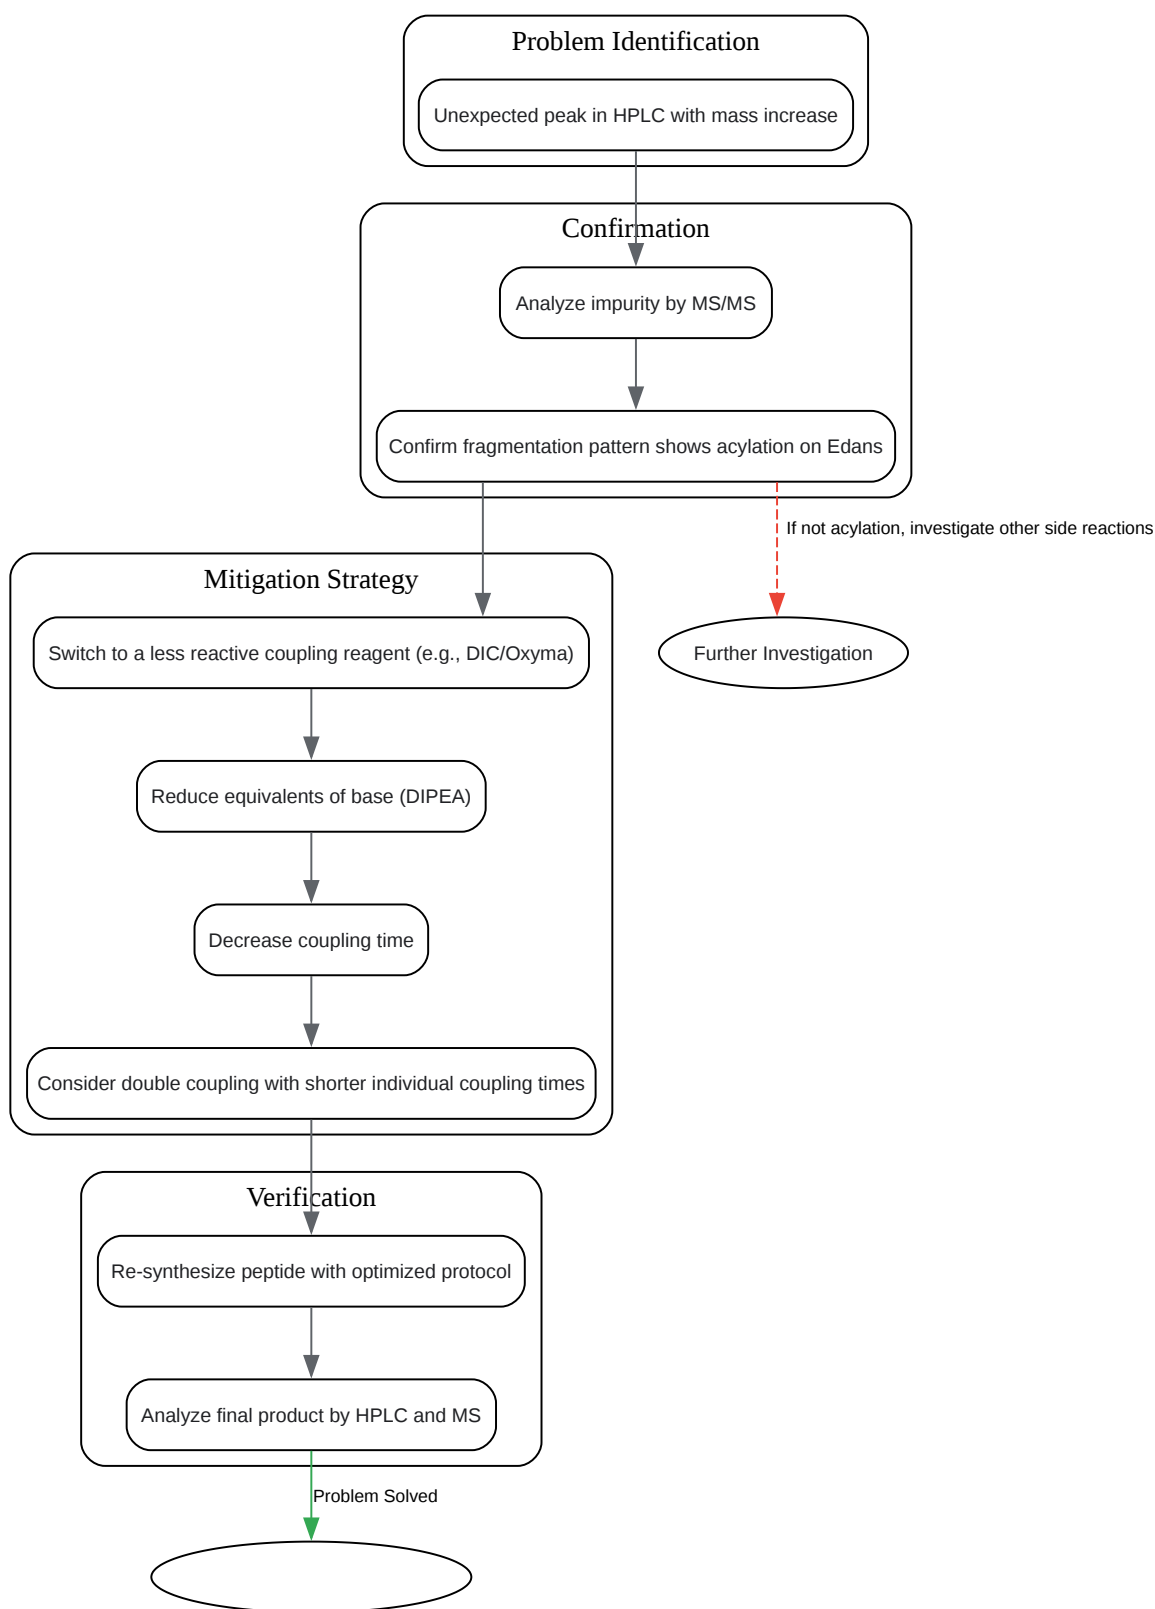 Problem Identification
Unexpected peak in HPLC with mass increase
Confirmation
Analyze impurity by MS/MS
Confirm fragmentation pattern shows acylation on Edans
If not acylation, investigate other side reactions
Mitigation Strategy
Switch to a less reactive coupling reagent (e.g., DIC/Oxyma)
Further Investigation
Reduce equivalents of base (DIPEA)
Decrease coupling time
Consider double coupling with shorter individual coupling times
Verification
Re-synthesize peptide with optimized protocol
Analyze final product by HPLC and MS
Problem Solved